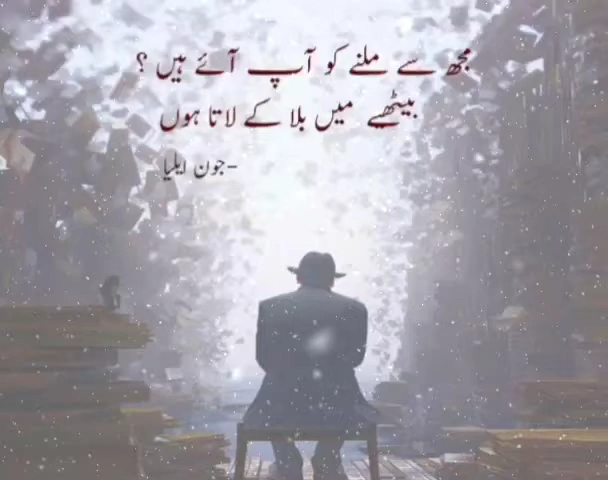 مجھ سے ملنے کو آپ آئے ہیں ؟
بیٹھیے میں بلا کے لاتا ہوں
-جون ایلیا